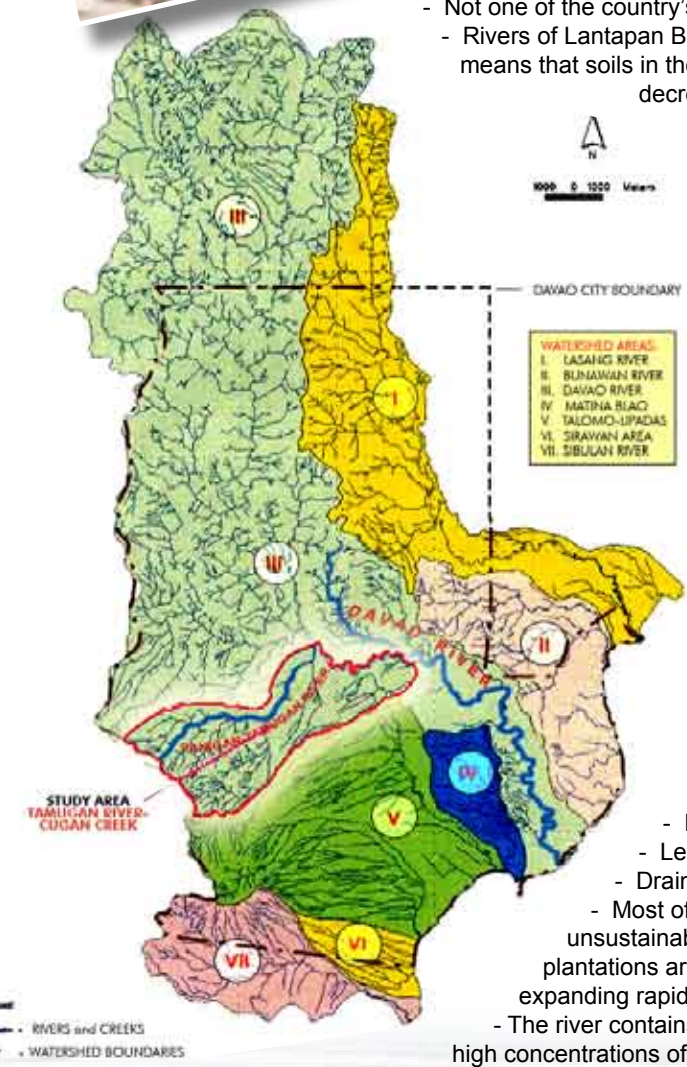 - Not one of the country's
- Rivers of Lantapan B
means that soils in the
decre
N
1000 0 1000 Meters
DAVAO CITY BOUNDARY
WATERSHED AREAS:
I. LASANG RIVER
II. BUNAWAN RIVER
III. DAVAO RIVER
IV. MATINA BIAO
V. TALOMO-LIPADAS
VI. SIRAWAN AREA
VII. SIBULAN RIVER
III
I
III
DAVAO RIVER
II
TAMUGAN RIVER
IV
STUDY AREA
TAMUGAN RIVER-
CUGAN CREEK
V
VI
VII
- Le
- Drain
- Most of
unsustainab
plantations ar
expanding rapid
- RIVERS and CREEKS
- The river contain
- WATERSHED BOUNDARIES
high concentrations of